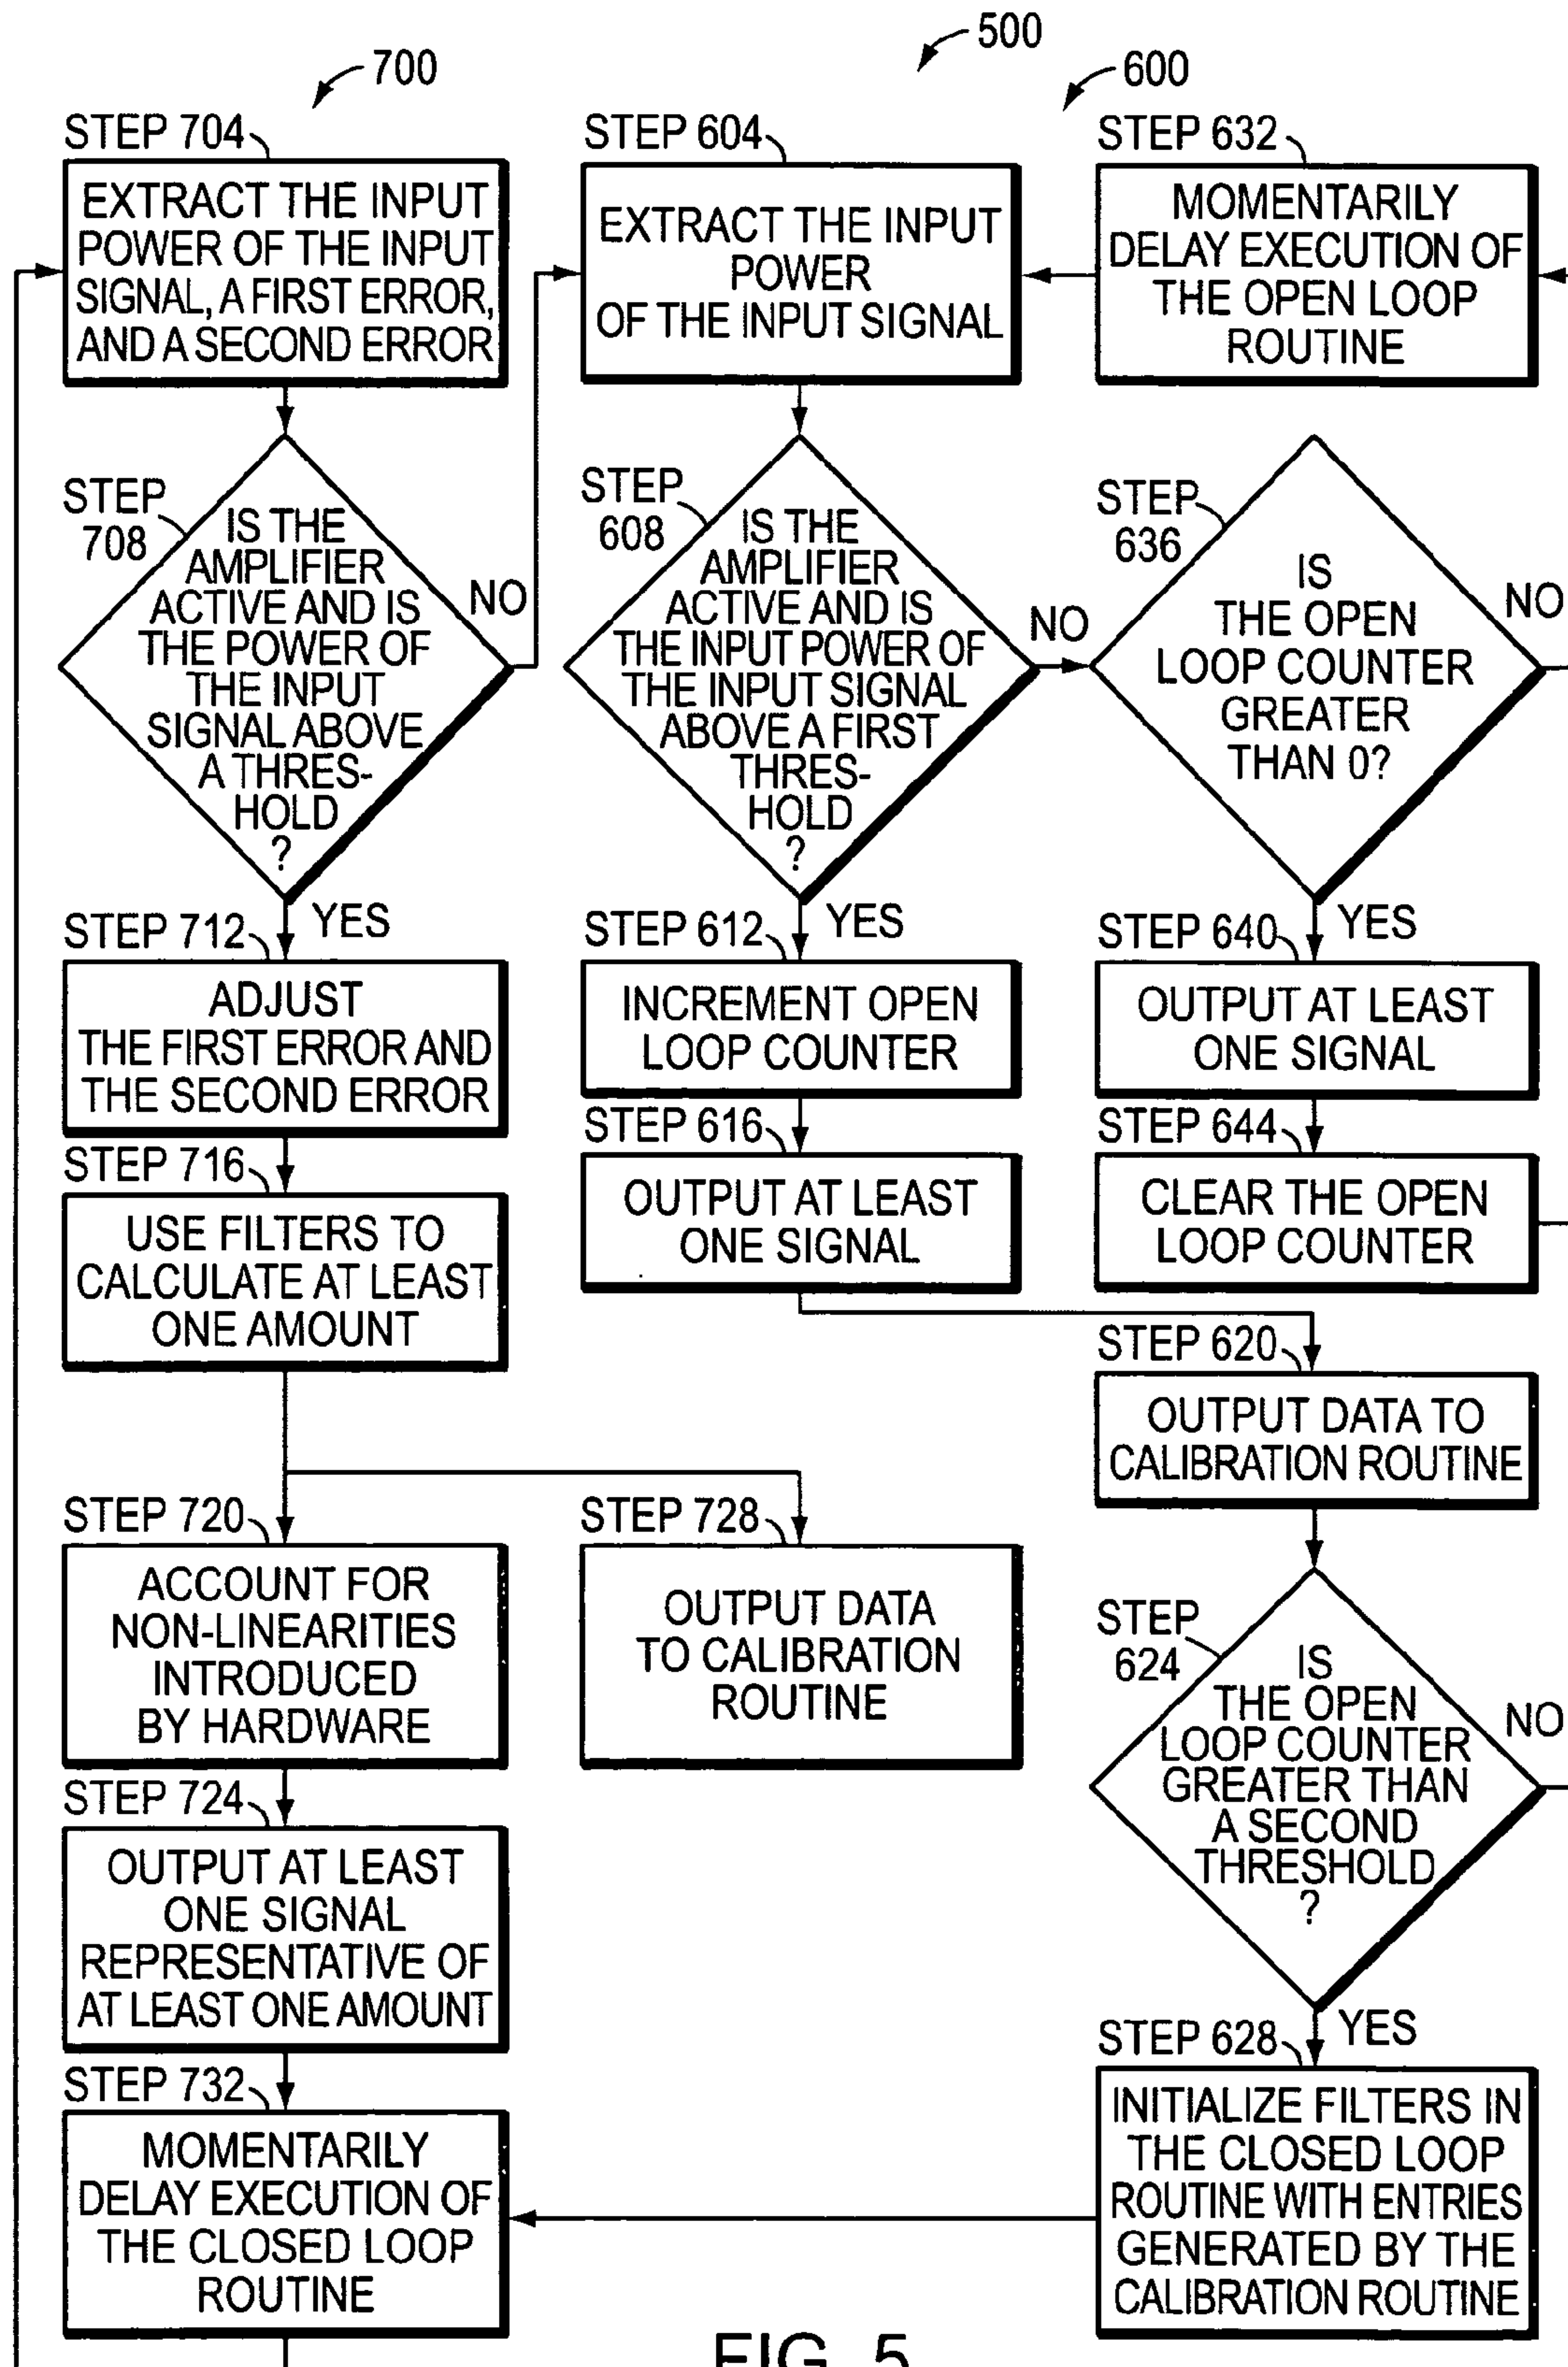 500
700
600
STEP 704
EXTRACT THE INPUT
POWER OF THE INPUT
SIGNAL, A FIRST ERROR,
AND A SECOND ERROR
STEP 604
EXTRACT THE INPUT
POWER
OF THE INPUT SIGNAL
STEP 632
MOMENTARILY
DELAY EXECUTION OF
THE OPEN LOOP
ROUTINE
STEP
708
IS THE
AMPLIFIER
ACTIVE AND IS
THE POWER OF
THE INPUT
SIGNAL ABOVE
A THRES-
HOLD
?
NO
YES
STEP
608
IS THE
AMPLIFIER
ACTIVE AND IS
THE INPUT POWER OF
THE INPUT SIGNAL
ABOVE A FIRST
THRES-
HOLD
?
NO
YES
STEP
636
IS
THE OPEN
LOOP COUNTER
GREATER
THAN 0?
NO
YES
STEP 712
ADJUST
THE FIRST ERROR AND
THE SECOND ERROR
STEP 612
INCREMENT OPEN
LOOP COUNTER
STEP 640
OUTPUT AT LEAST
ONE SIGNAL
STEP 716
USE FILTERS TO
CALCULATE AT LEAST
ONE AMOUNT
STEP 616
OUTPUT AT LEAST
ONE SIGNAL
STEP 644
CLEAR THE OPEN
LOOP COUNTER
STEP 620
OUTPUT DATA TO
CALIBRATION ROUTINE
STEP 720
ACCOUNT FOR
NON-LINEARITIES
INTRODUCED
BY HARDWARE
STEP 728
OUTPUT DATA
TO CALIBRATION
ROUTINE
STEP
624
IS
THE OPEN
LOOP COUNTER
GREATER THAN
A SECOND
THRESHOLD
?
NO
YES
STEP 724
OUTPUT AT LEAST
ONE SIGNAL
REPRESENTATIVE OF
AT LEAST ONE AMOUNT
STEP 628
INITIALIZE FILTERS IN
THE CLOSED LOOP
ROUTINE WITH ENTRIES
GENERATED BY THE
CALIBRATION ROUTINE
STEP 732
MOMENTARILY
DELAY EXECUTION OF
THE CLOSED LOOP
ROUTINE
FIG. 5